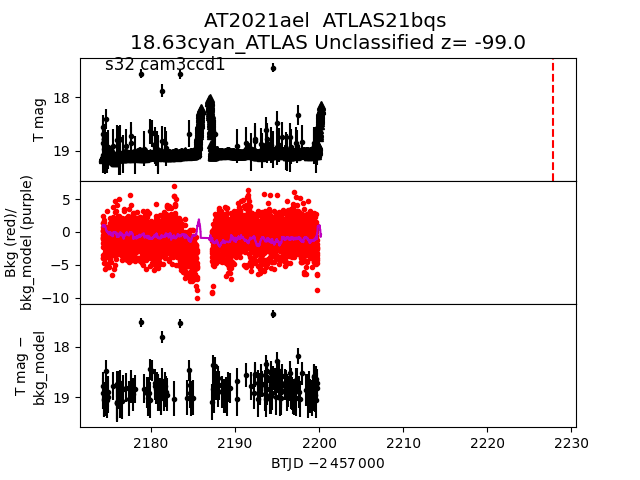 AT2021ael  ATLAS21bqs
18.63cyan_ATLAS Unclassified z= -99.0
s32 cam3ccd1
T mag
18
19
Bkg (red)/
bkg_model (purple)
5
0
−5
−10
T mag −
bkg_model
18
19
2180 2190 2200 2210 2220 2230
BTJD −2 457 000